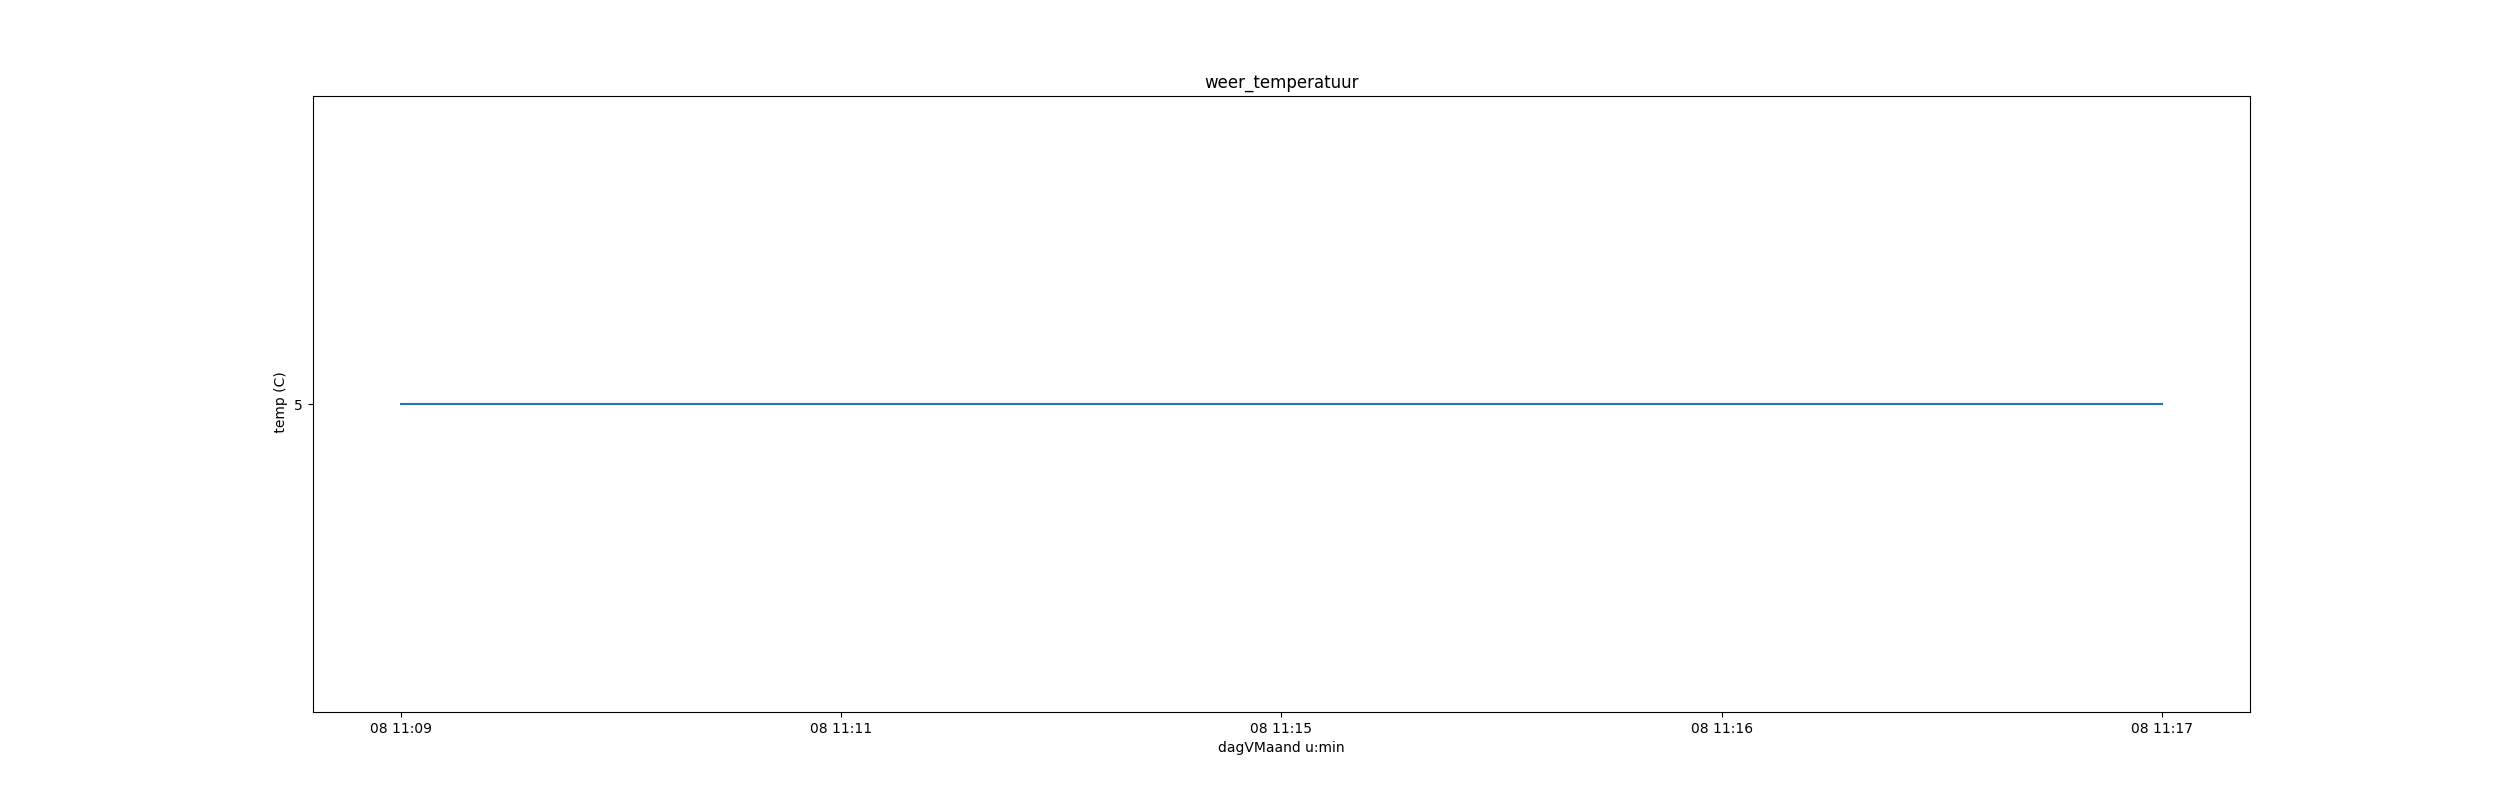 weer_temperatuur
temp (C)
5
08 11:09 08 11:11 08 11:15 08 11:16 08 11:17
dagVMaand u:min